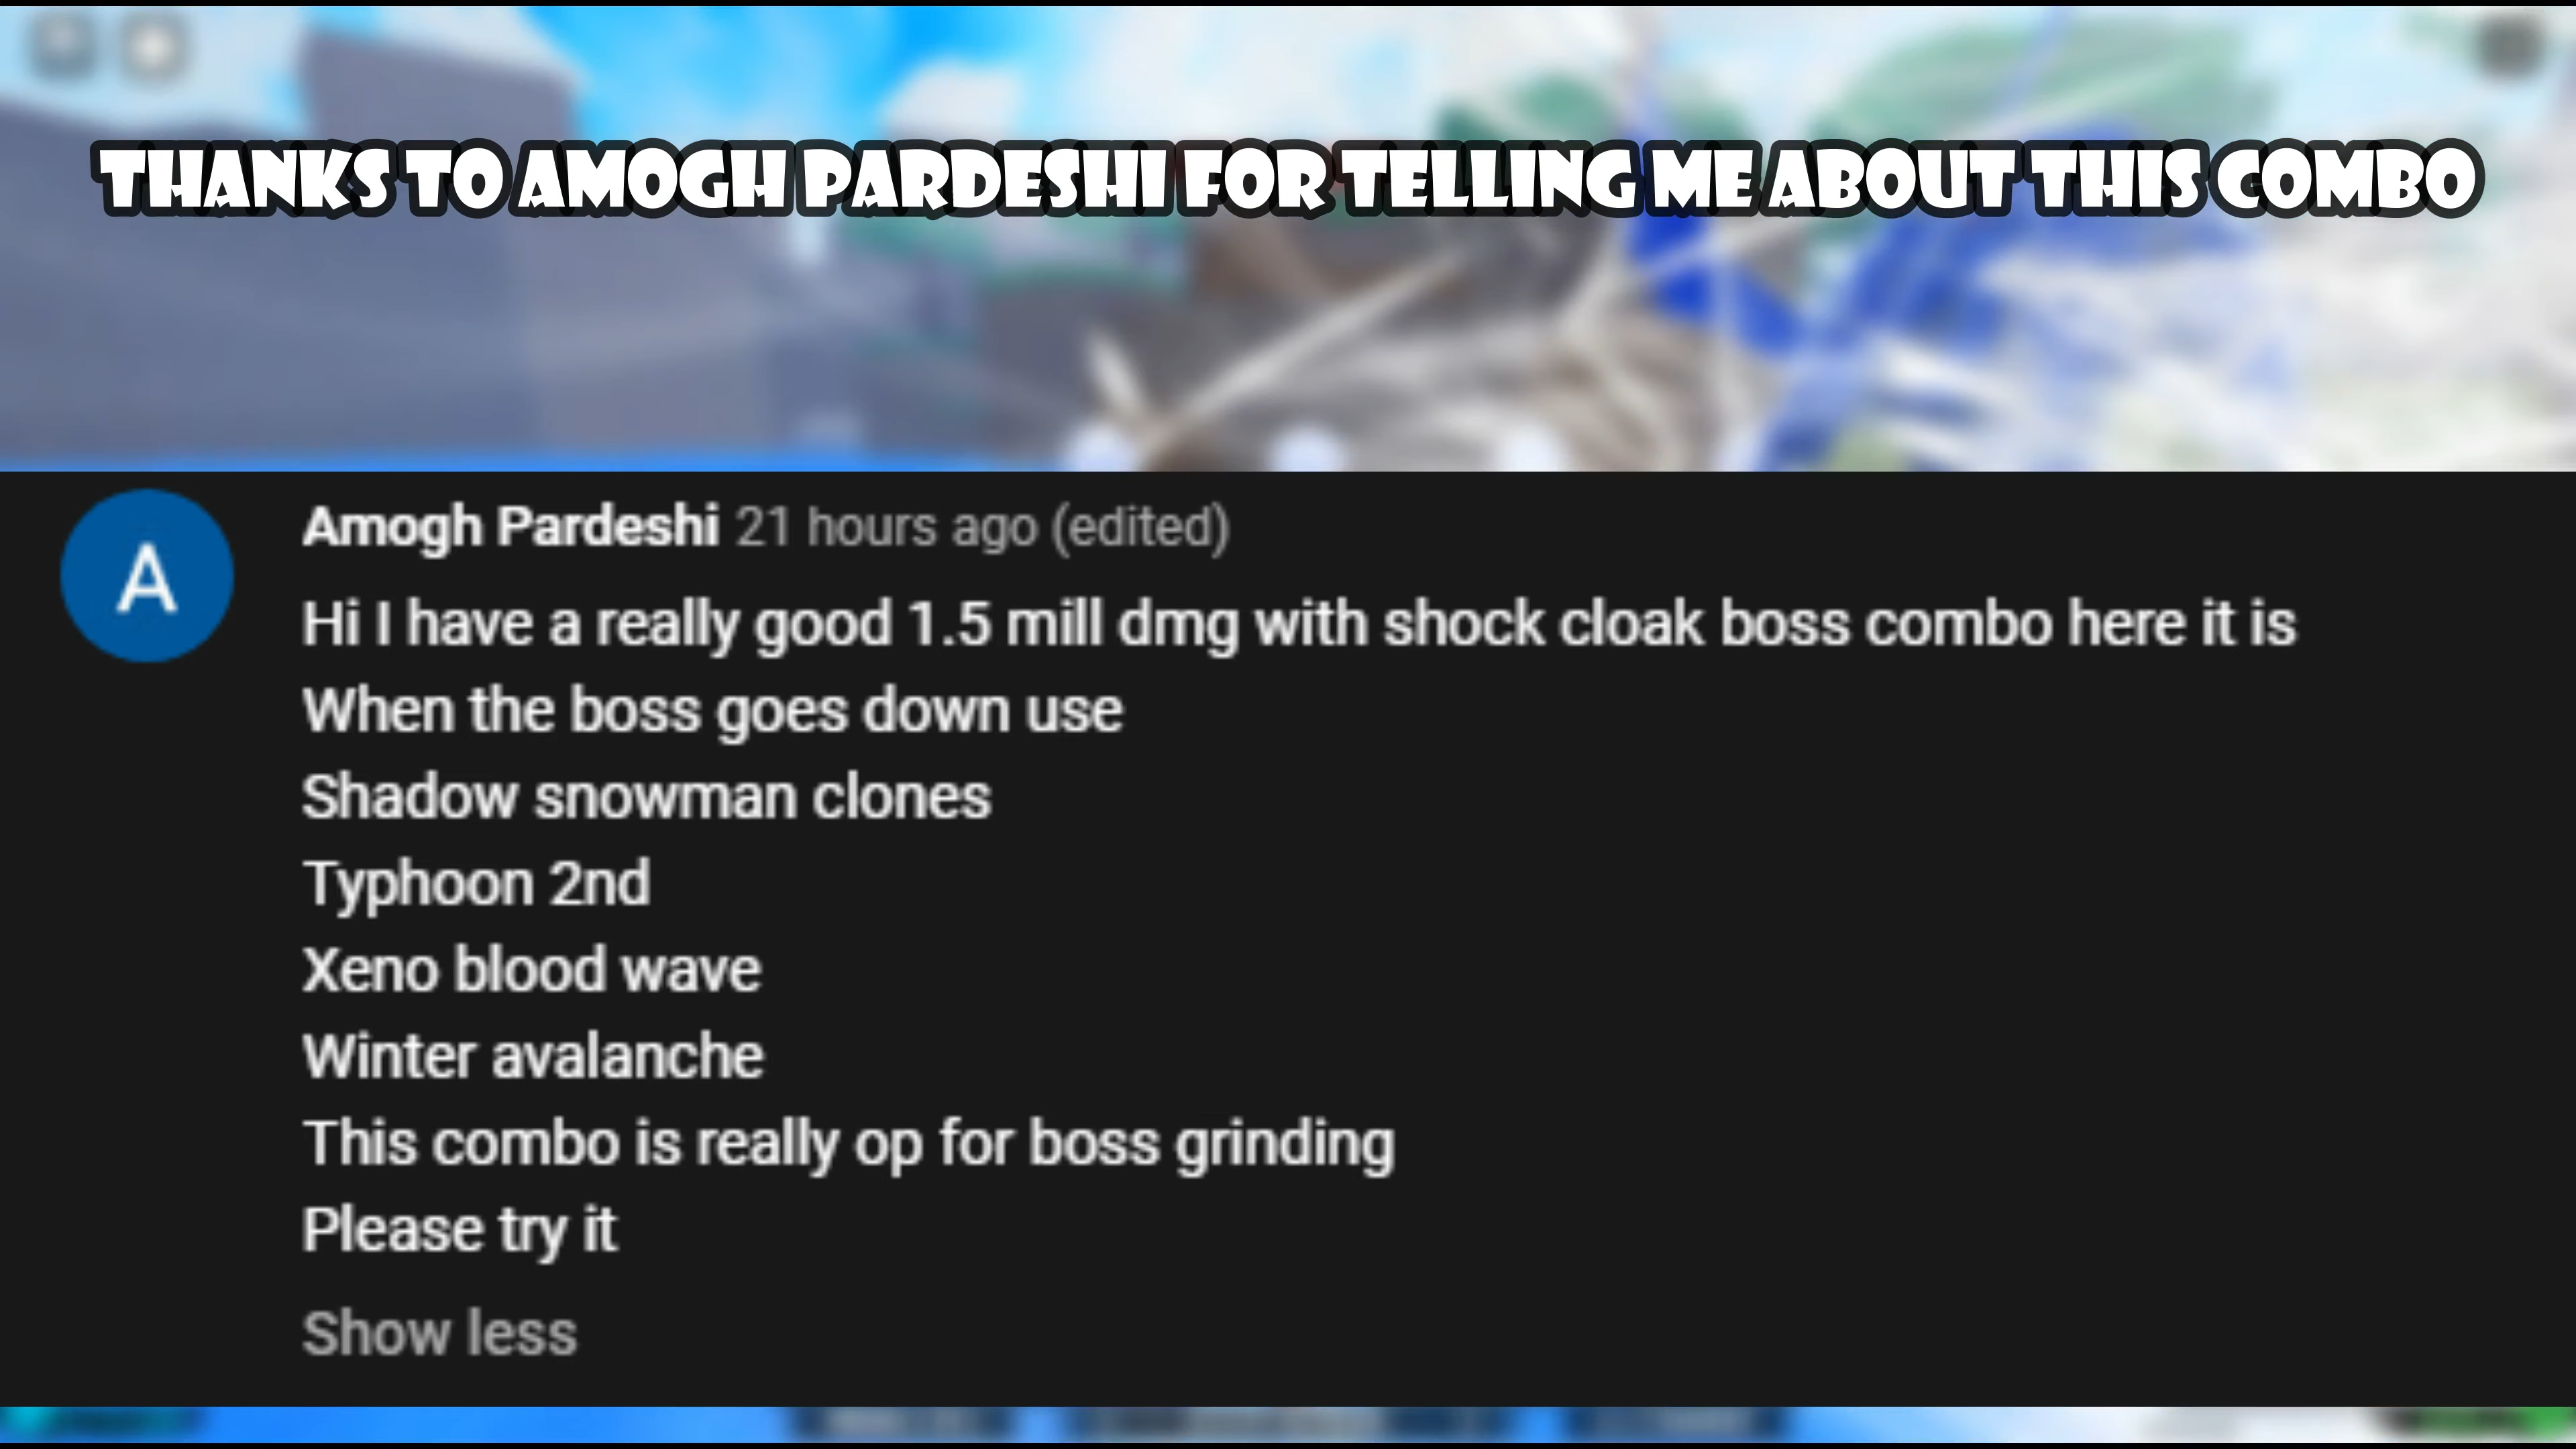 THANKS TO AMOGH PARDESHI FOR TELLING ME ABOUT THIS COMBO
A
Amogh Pardeshi 21 hours ago (edited)
Hi I have a really good 1.5 mill dmg with shock cloak boss combo here it is
When the boss goes down use
Shadow snowman clones
Typhoon 2nd
Xeno blood wave
Winter avalanche
This combo is really op for boss grinding
Please try it
Show less